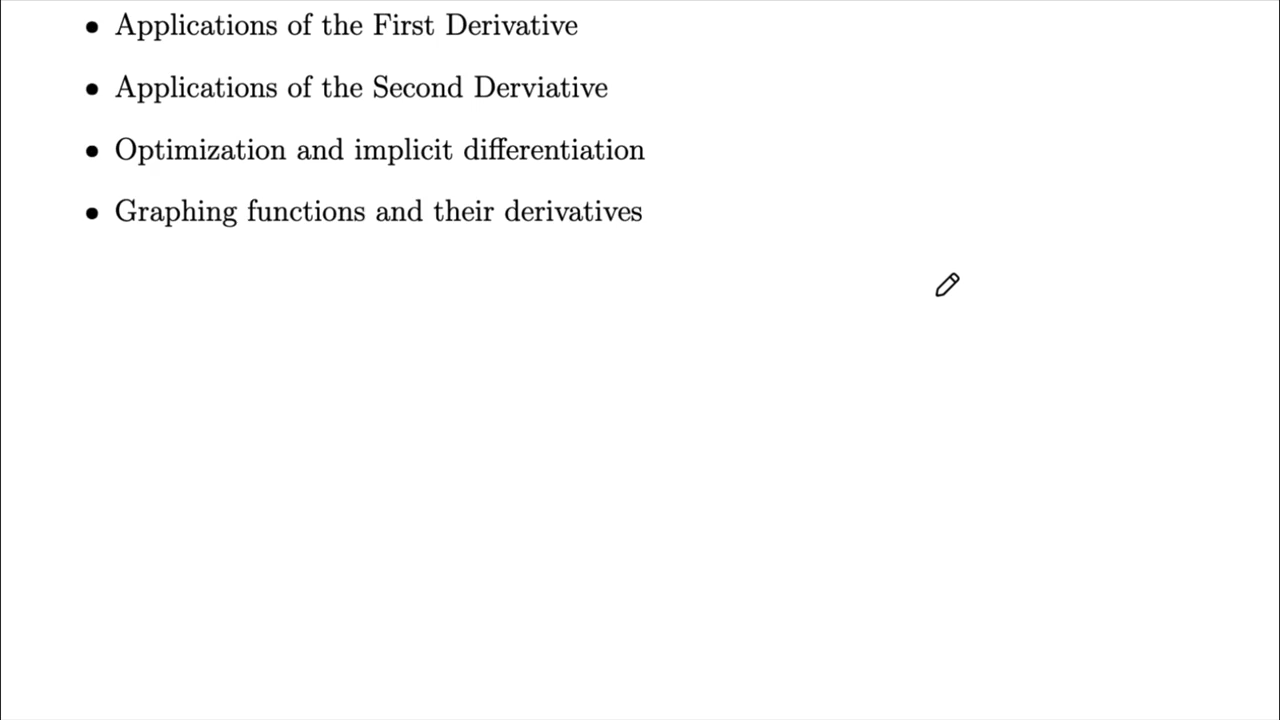 • Applications of the First Derivative
• Applications of the Second Derviative
• Optimization and implicit differentiation
• Graphing functions and their derivatives